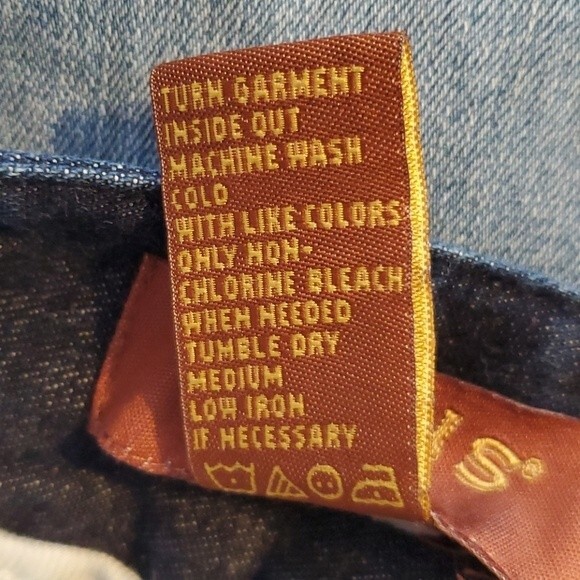 TURN GARMENT
INSIDE OUT
MACHINE WASH
COLD
WITH LIKE COLORS
ONLY NON-
CHLORINE BLEACH
WHEN NEEDED
TUMBLE DRY
MEDIUM
LOW IRON
IF NECESSARY